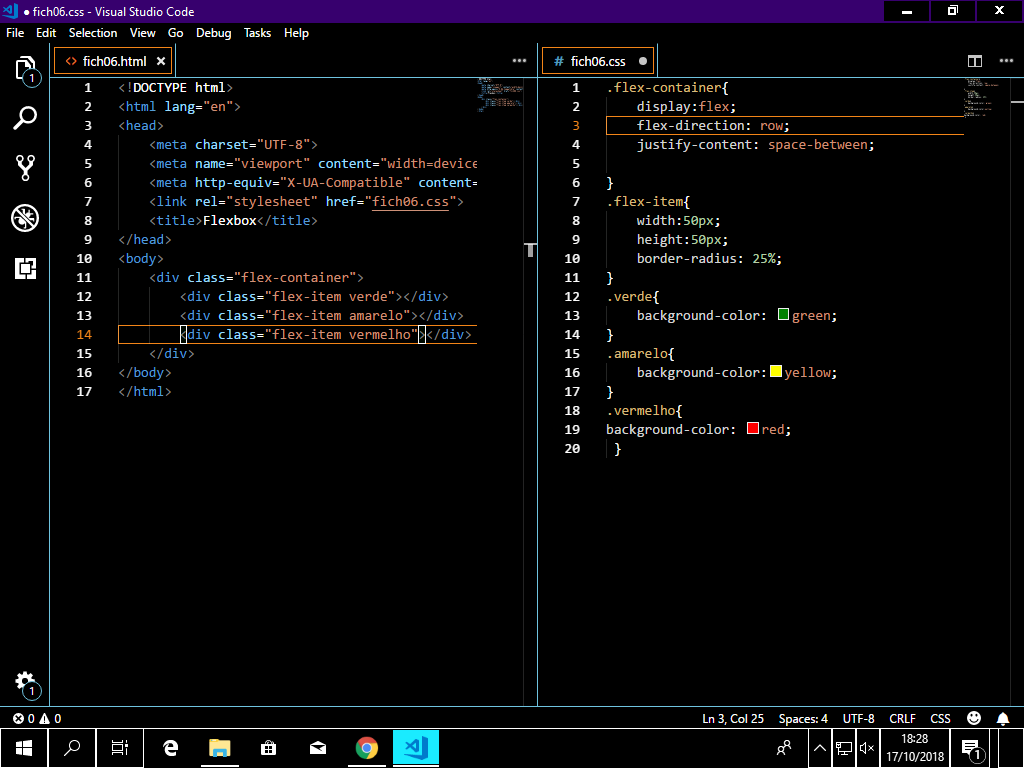 ● fich06.css - Visual Studio Code
File Edit Selection View Go Debug Tasks Help
<> fich06.html ×
1 <!DOCTYPE html>
2 <html lang="en">
3 <head>
4 <meta charset="UTF-8">
5 <meta name="viewport" content="width=device
6 <meta http-equiv="X-UA-Compatible" content=
7 <link rel="stylesheet" href="fich06.css">
8 <title>Flexbox</title>
9 </head>
10 <body>
11 <div class="flex-container">
12 <div class="flex-item verde"></div>
13 <div class="flex-item amarelo"></div>
14 <div class="flex-item vermelho"></div>
15 </div>
16 </body>
17 </html>
# fich06.css ●
1 .flex-container{
2 display:flex;
3 flex-direction: row;
4 justify-content: space-between;
5
6 }
7 .flex-item{
8 width:50px;
9 height:50px;
10 border-radius: 25%;
11 }
12 .verde{
13 background-color: green;
14 }
15 .amarelo{
16 background-color:yellow;
17 }
18 .vermelho{
19 background-color: red;
20 }
1
1
0 0
Ln 3, Col 25 Spaces: 4 UTF-8 CRLF CSS
18:28
17/10/2018
1